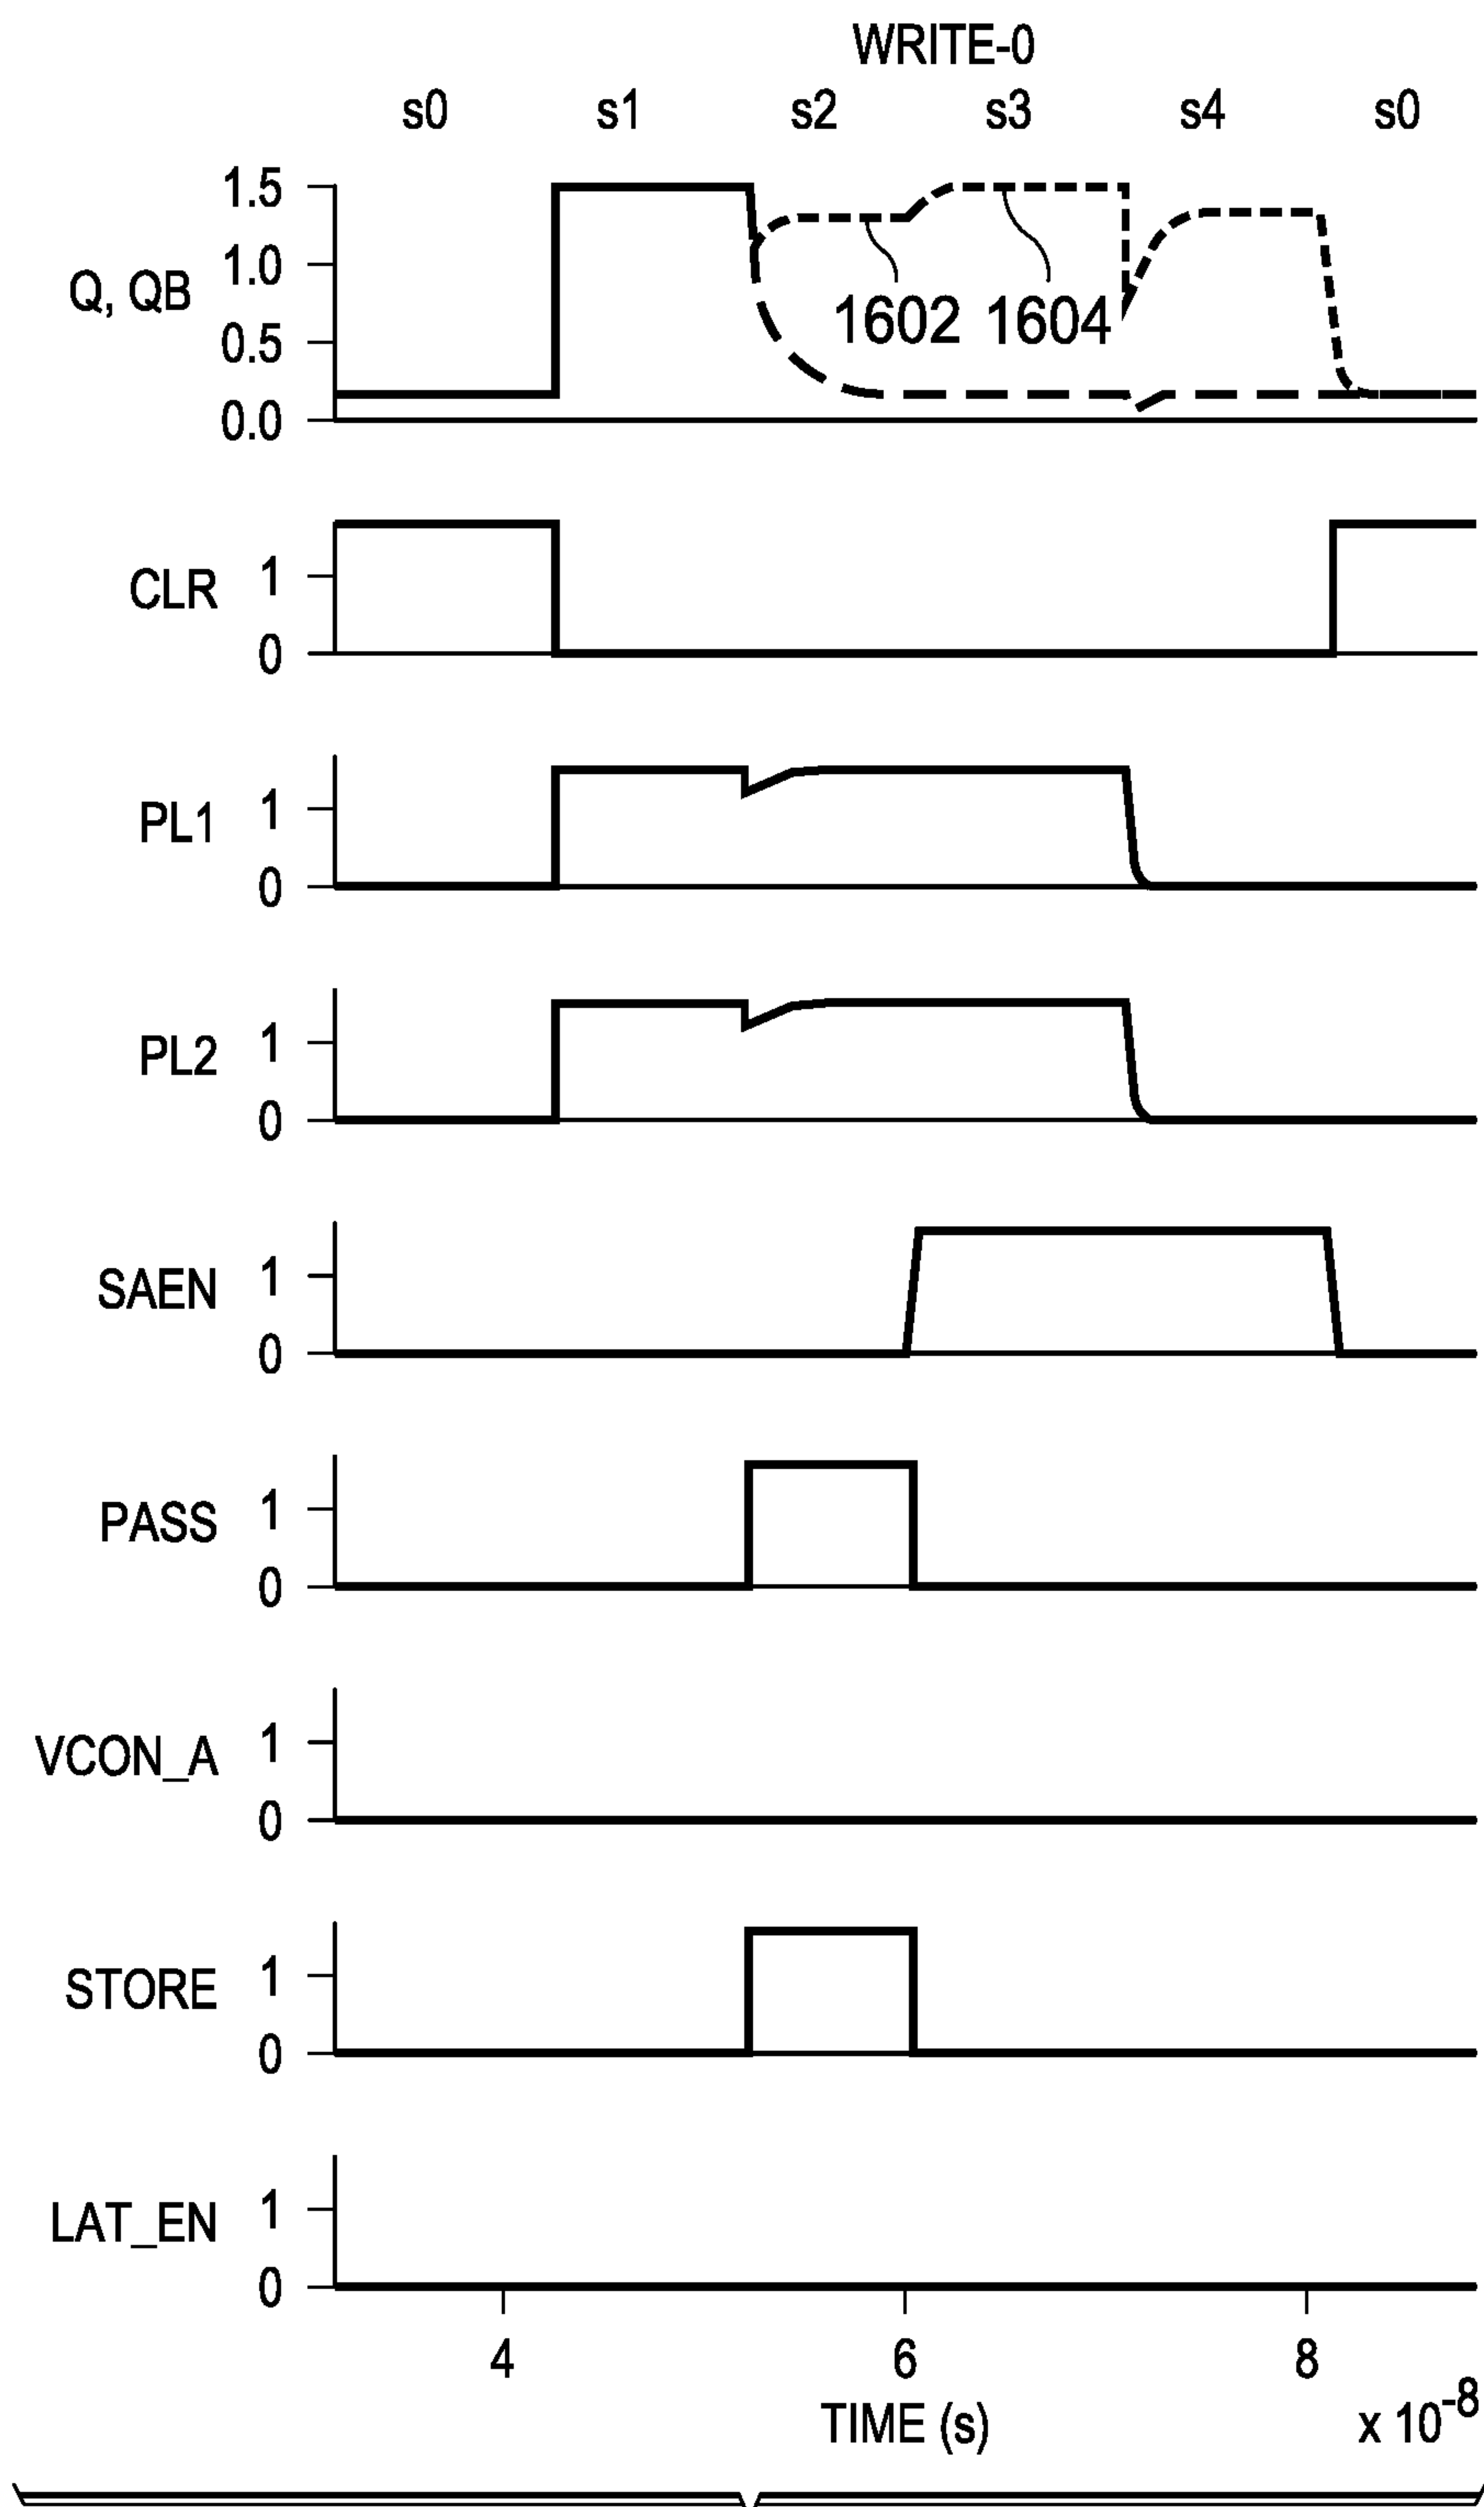 WRITE-0
s0 s1 s2 s3 s4 s0
1.5
1.0
Q, QB
1602 1604
0.5
0.0
1
CLR
0
1
PL1
0
1
PL2
0
1
SAEN
0
1
PASS
0
1
VCON_A
0
1
STORE
0
1
LAT_EN
0
4 6 8
TIME (s) x 10-8